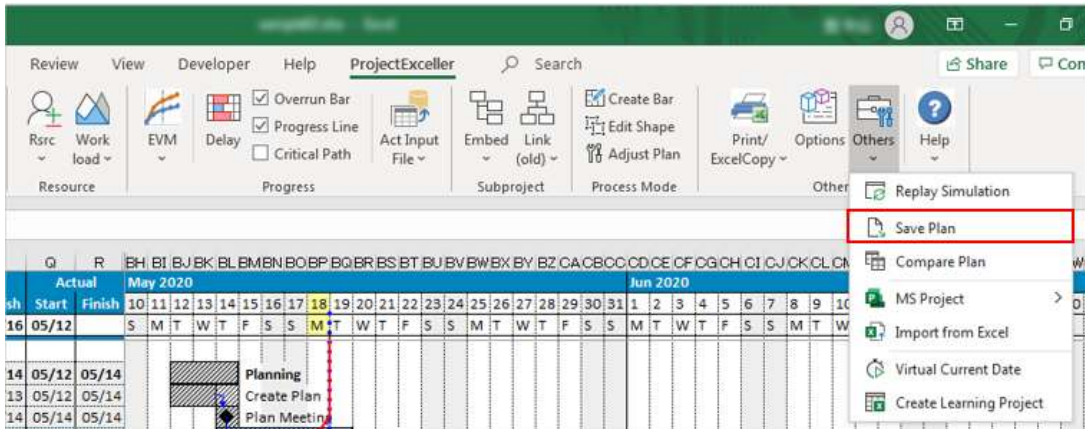 Review View Developer Help ProjectExceller Search Share Con
Rsrc Work load EVM Delay Overrun Bar Progress Line Critical Path Act Input File Embed Link (old) Create Bar Edit Shape Adjust Plan Print/ ExcelCopy Options Others Help
Resource Progress Subproject Process Mode Other
Replay Simulation
Save Plan
Compare Plan
MS Project
Import from Excel
Virtual Current Date
Create Learning Project
Q R BH BI BJ BK BL BM BN BO BP BQ BR BS BT BU BV BW BX BY BZ CA CB CC CD CE CF CG CH CI CJ CK CL
Actual May 2020 Jun 2020
sh Start Finish 10 11 12 13 14 15 16 17 18 19 20 21 22 23 24 25 26 27 28 29 30 31 1 2 3 4 5 6 7 8 9 10
16 05/12 S M T W T F S S M T W T F S S M T W T F S S M T W T F S S M T W
14 05/12 05/14 Planning
13 05/12 05/14 Create Plan
14 05/14 05/14 Plan Meeting